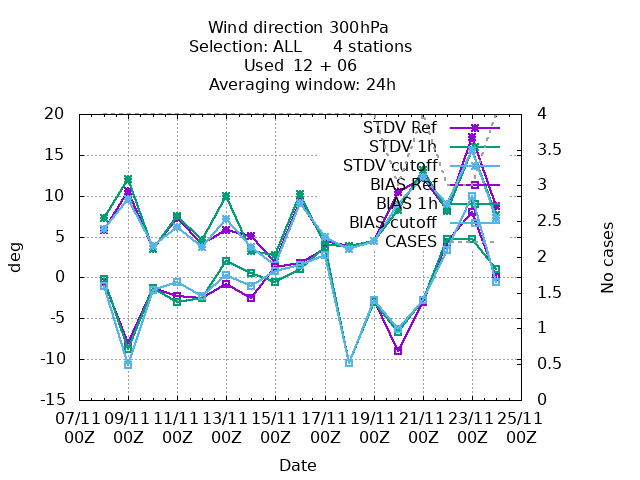 Wind direction 300hPa
Selection: ALL 4 stations
Used 12 + 06
Averaging window: 24h
20
15
10
5
0
-5
-10
-15
deg
4
3.5
3
2.5
2
1.5
1
0.5
0
No cases
STDV Ref
STDV 1h
STDV cutoff
BIAS Ref
BIAS 1h
BIAS cutoff
CASES
07/11 09/11 11/11 13/11 15/11 17/11 19/11 21/11 23/11 25/11
00Z 00Z 00Z 00Z 00Z 00Z 00Z 00Z 00Z 00Z
Date